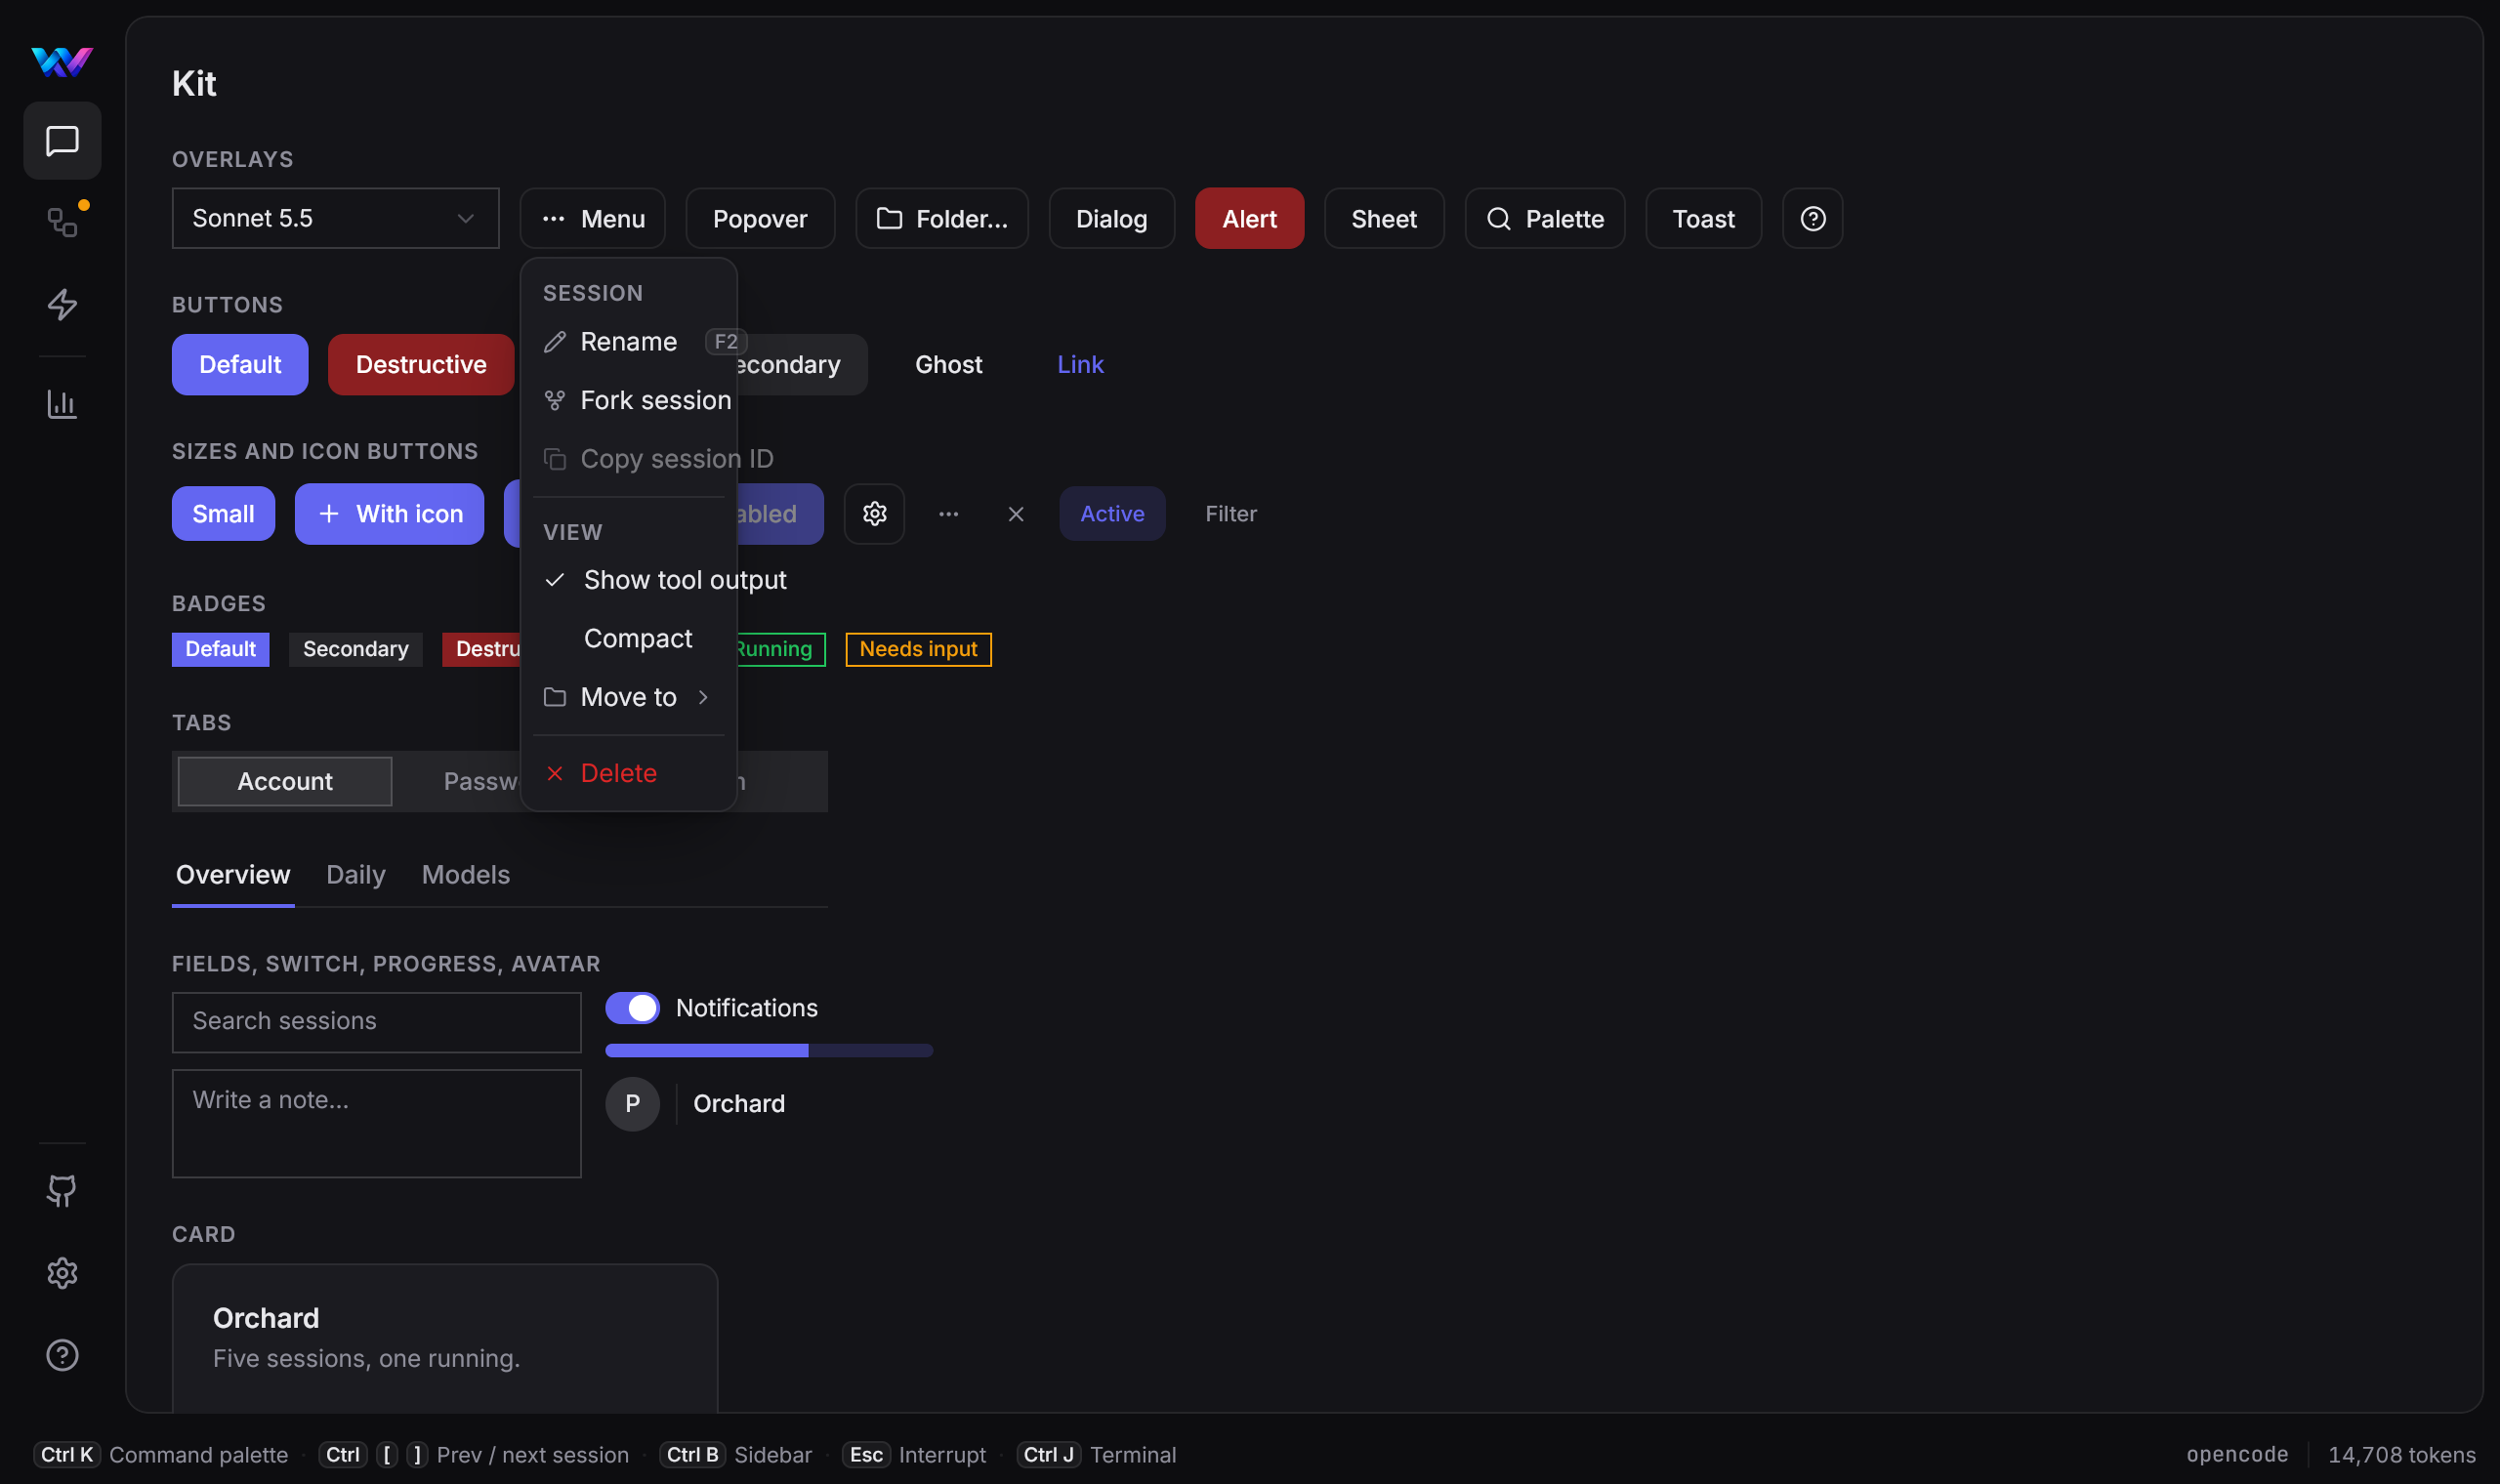 Kit
OVERLAYS
Sonnet 5.5
Menu
Popover
Folder...
Dialog
Alert
Sheet
Palette
Toast
SESSION
Rename F2
Fork session
Copy session ID
VIEW
Show tool output
Compact
Move to
Delete
BUTTONS
Default
Destructive
econdary
Ghost
Link
SIZES AND ICON BUTTONS
Small
With icon
abled
Active
Filter
BADGES
Default
Secondary
Destru
Running
Needs input
TABS
Account
Passw
Overview
Daily
Models
FIELDS, SWITCH, PROGRESS, AVATAR
Search sessions
Notifications
Write a note...
P
Orchard
CARD
Orchard
Five sessions, one running.
Ctrl K Command palette · Ctrl [ ] Prev / next session · Ctrl B Sidebar · Esc Interrupt · Ctrl J Terminal
opencode
14,708 tokens